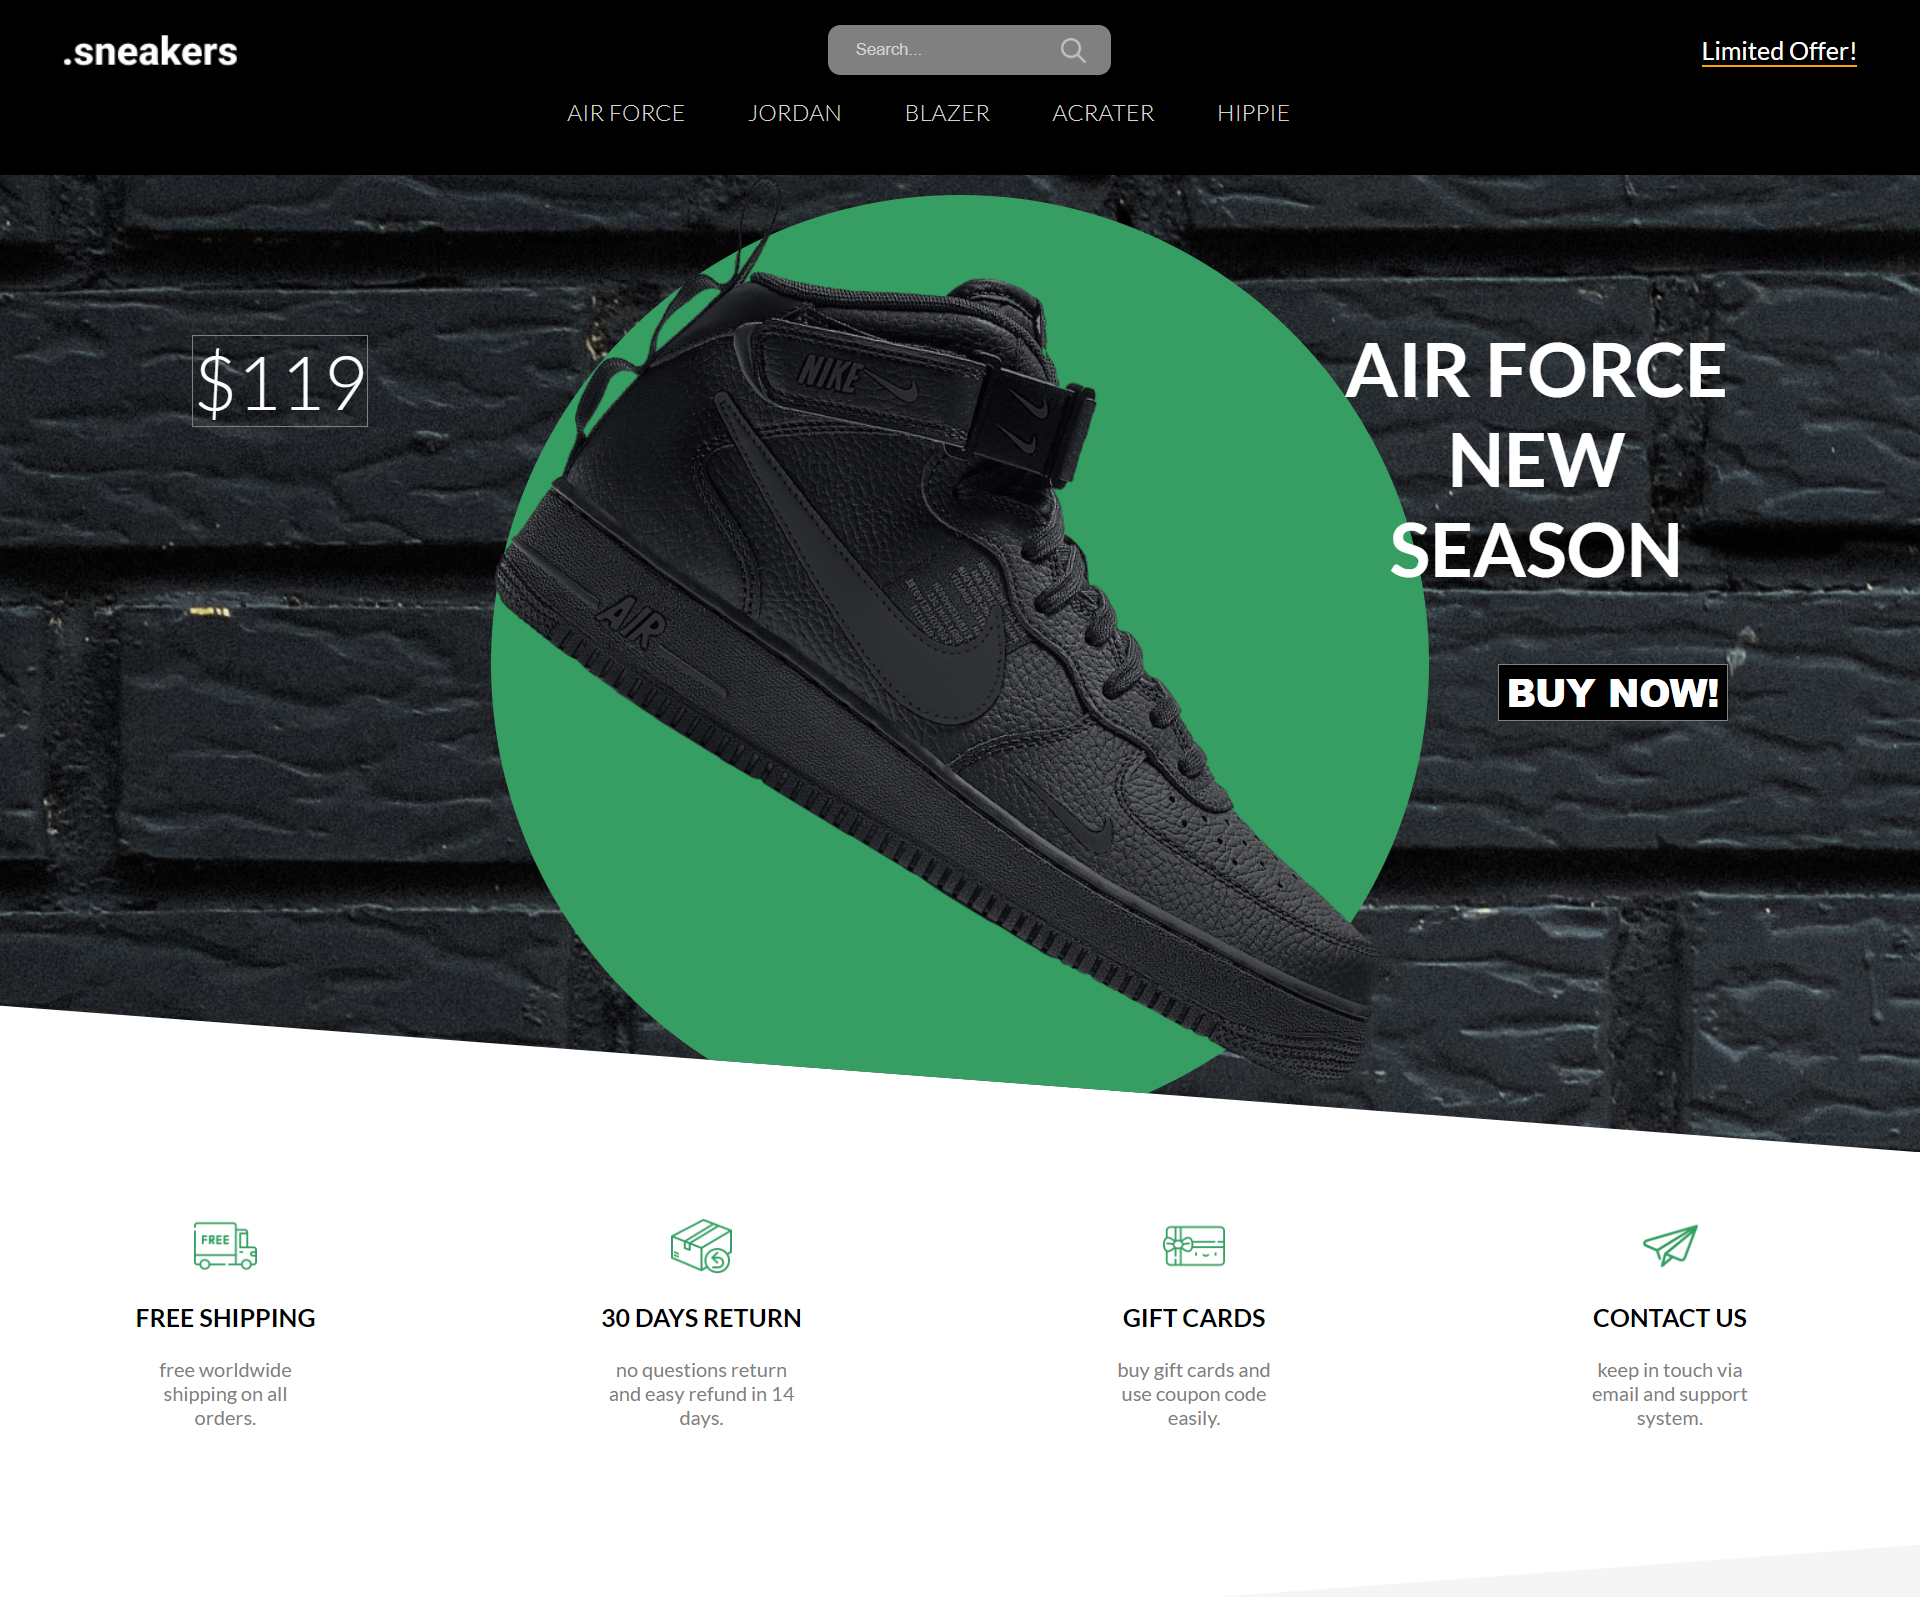 .sneakers
Search...
Limited Offer!
AIR FORCE
JORDAN
BLAZER
ACRATER
HIPPIE
$119
NIKE
AIR
AIR FORCE
NEW
SEASON
BUY NOW!
FREE
FREE SHIPPING
free worldwide
shipping on all
orders.
30 DAYS RETURN
no questions return
and easy refund in 14
days.
GIFT CARDS
buy gift cards and
use coupon code
easily.
CONTACT US
keep in touch via
email and support
system.